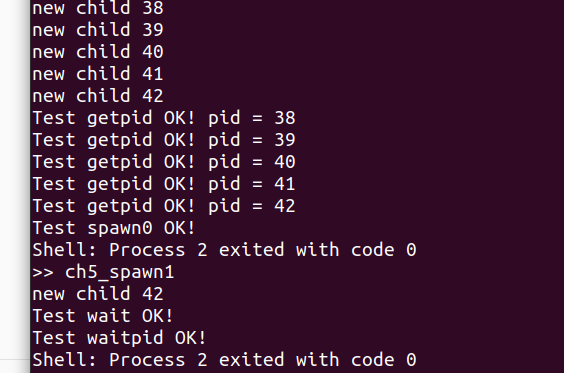 new child 38
new child 39
new child 40
new child 41
new child 42
Test getpid OK! pid = 38
Test getpid OK! pid = 39
Test getpid OK! pid = 40
Test getpid OK! pid = 41
Test getpid OK! pid = 42
Test spawn0 OK!
Shell: Process 2 exited with code 0
>> ch5_spawn1
new child 42
Test wait OK!
Test waitpid OK!
Shell: Process 2 exited with code 0